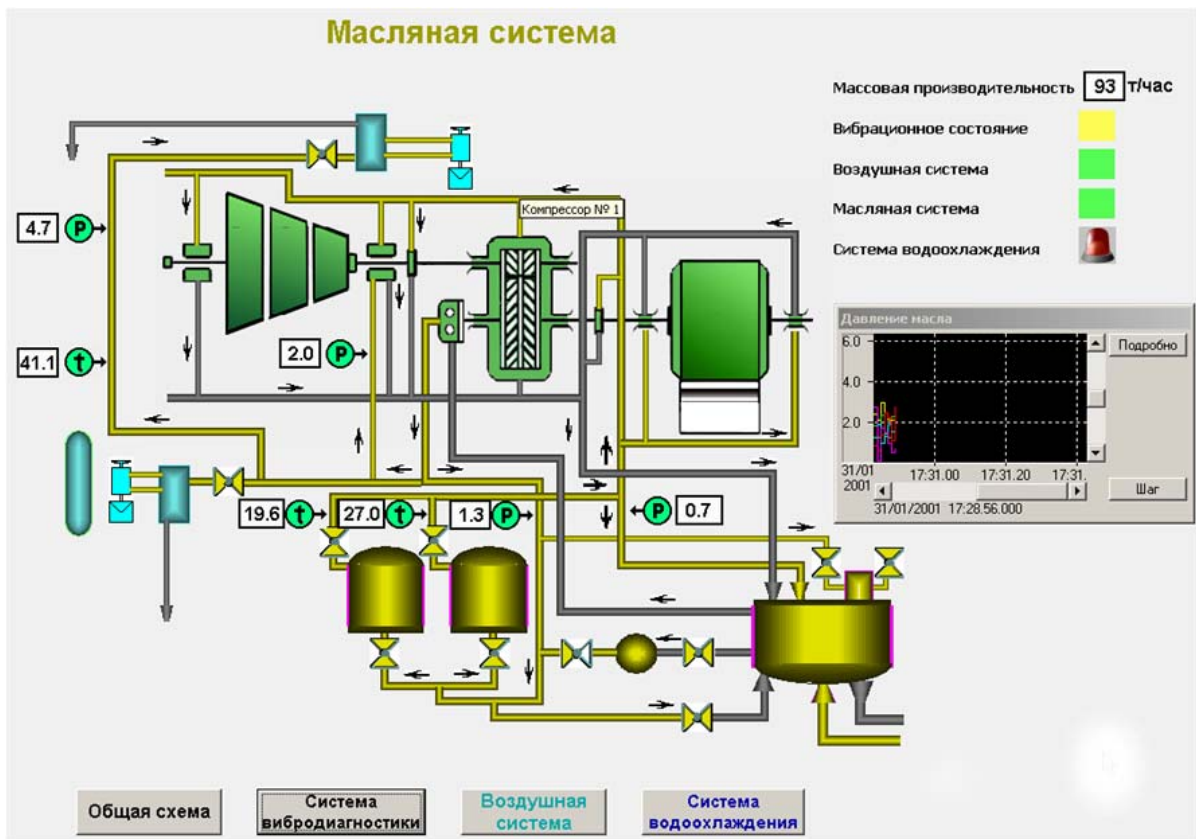 Масляная система
Массовая производительность 93 т/час
Вибрационное состояние
Воздушная система
Масляная система
Система водоохлаждения
Компрессор № 1
4.7 P
41.1 t
2.0 P
Давление масла
6.0
4.0
2.0
Подробно
31/01
2001
17:31.00 17:31.20 17:31.
Шаг
31/01/2001 17:28.56.000
19.6 t 27.0 t 1.3 P P 0.7
Общая схема
Система
вибродиагностики
Воздушная
система
Система
водоохлаждения